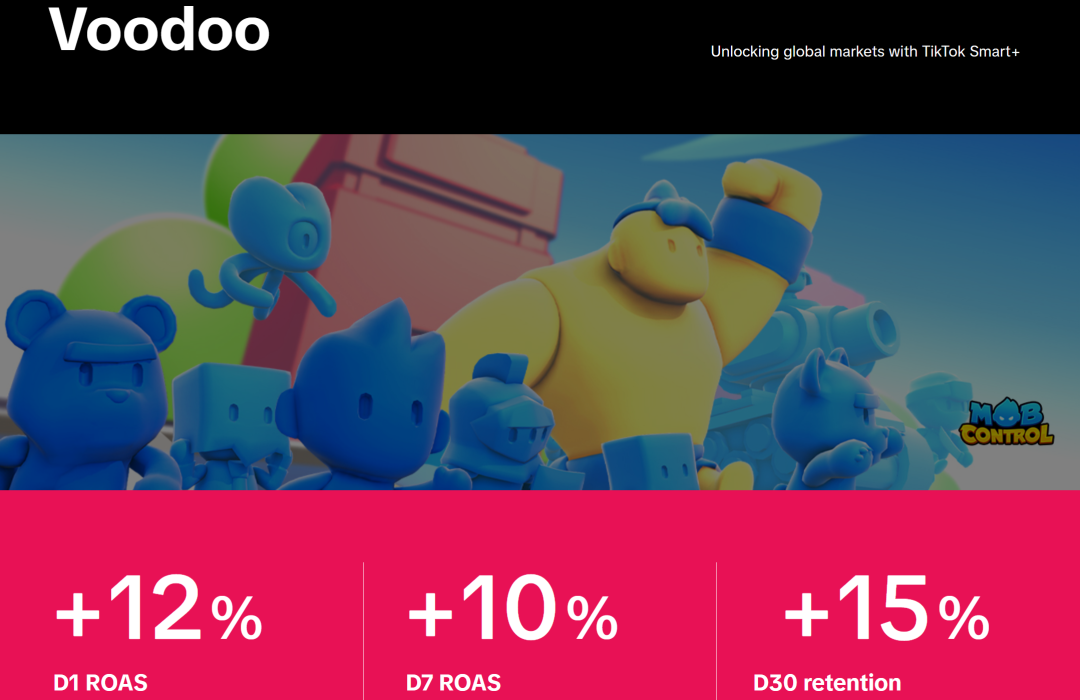 Voodoo
Unlocking global markets with TikTok Smart+
MOB
CONTROL
+12%
+10%
+15%
D1 ROAS
D7 ROAS
D30 retention